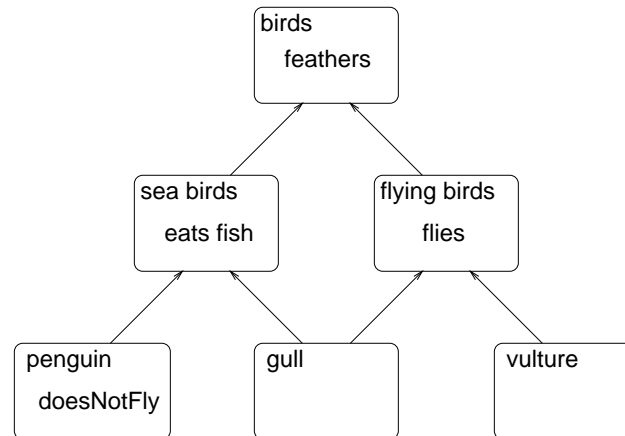 birds
feathers
sea birds
eats fish
flying birds
flies
penguin
doesNotFly
gull
vulture